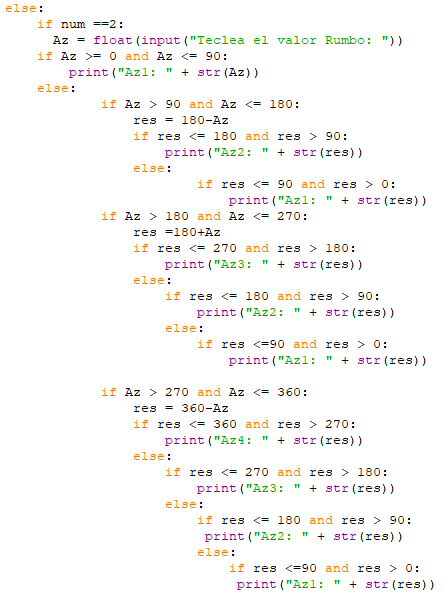 else:
    if num ==2:
      Az = float(input("Teclea el valor Rumbo: "))
    if Az >= 0 and Az <= 90:
        print("Az1: " + str(Az))
    else:
            if Az > 90 and Az <= 180:
                res = 180-Az
                if res <= 180 and res > 90:
                    print("Az2: " + str(res))
                else:
                        if res <= 90 and res > 0:
                            print("Az1: " + str(res))
            if Az > 180 and Az <= 270:
                res =180+Az
                if res <= 270 and res > 180:
                    print("Az3: " + str(res))
                else:
                    if res <= 180 and res > 90:
                        print("Az2: " + str(res))
                    else:
                        if res <=90 and res > 0:
                            print("Az1: " + str(res))

            if Az > 270 and Az <= 360:
                res = 360-Az
                if res <= 360 and res > 270:
                    print("Az4: " + str(res))
                else:
                    if res <= 270 and res > 180:
                        print("Az3: " + str(res))
                    else:
                        if res <= 180 and res > 90:
                         print("Az2: " + str(res))
                        else:
                            if res <=90 and res > 0:
                             print("Az1: " + str(res))